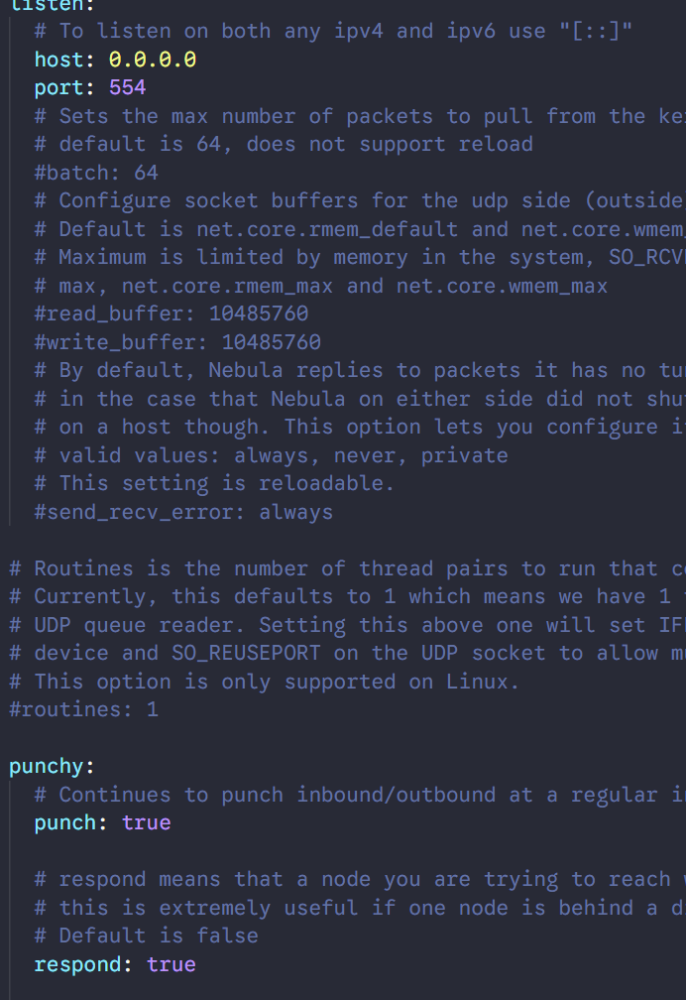 listen:
# To listen on both any ipv4 and ipv6 use "[::]"
host: 0.0.0.0
port: 554
# Sets the max number of packets to pull from the
# default is 64, does not support reload
#batch: 64
# Configure socket buffers for the udp side (outside
# Default is net.core.rmem_default and net.core.wmem_
# Maximum is limited by memory in the system,
# max, net.core.rmem_max and net.core.wmem_max
#read_buffer: 10485760
#write_buffer: 10485760
# By default, Nebula replies to packets it has no
# in the case that Nebula on either side did not
# on a host though. This option lets you configure
# valid values: always, never, private
# This setting is reloadable.
#send_recv_error: always
# Routines is the number of thread pairs to run that
# Currently, this defaults to 1 which means we have 1
# UDP queue reader. Setting this above one will set
# device and SO_REUSEPORT on the UDP socket to allow
# This option is only supported on Linux.
#routines: 1
punchy:
# Continues to punch inbound/outbound at a regular
punch: true
# respond means that a node you are trying to reach
# this is extremely useful if one node is behind a
# Default is false
respond: true